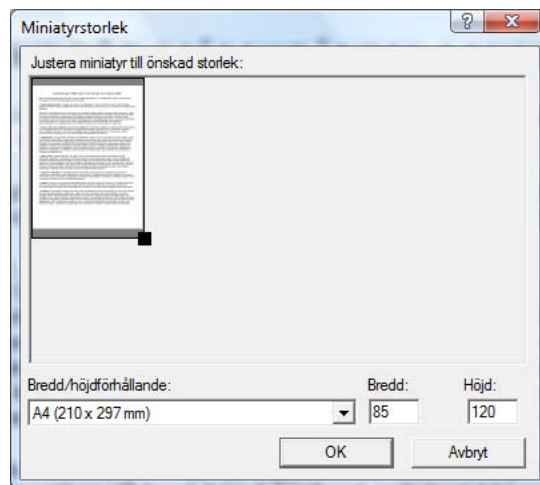 Miniatyrstorlek
Justera miniatyr till önskad storlek:
Bredd/höjdförhållande: Bredd: Höjd:
A4 (210 x 297 mm) 85 120
OK Avbryt